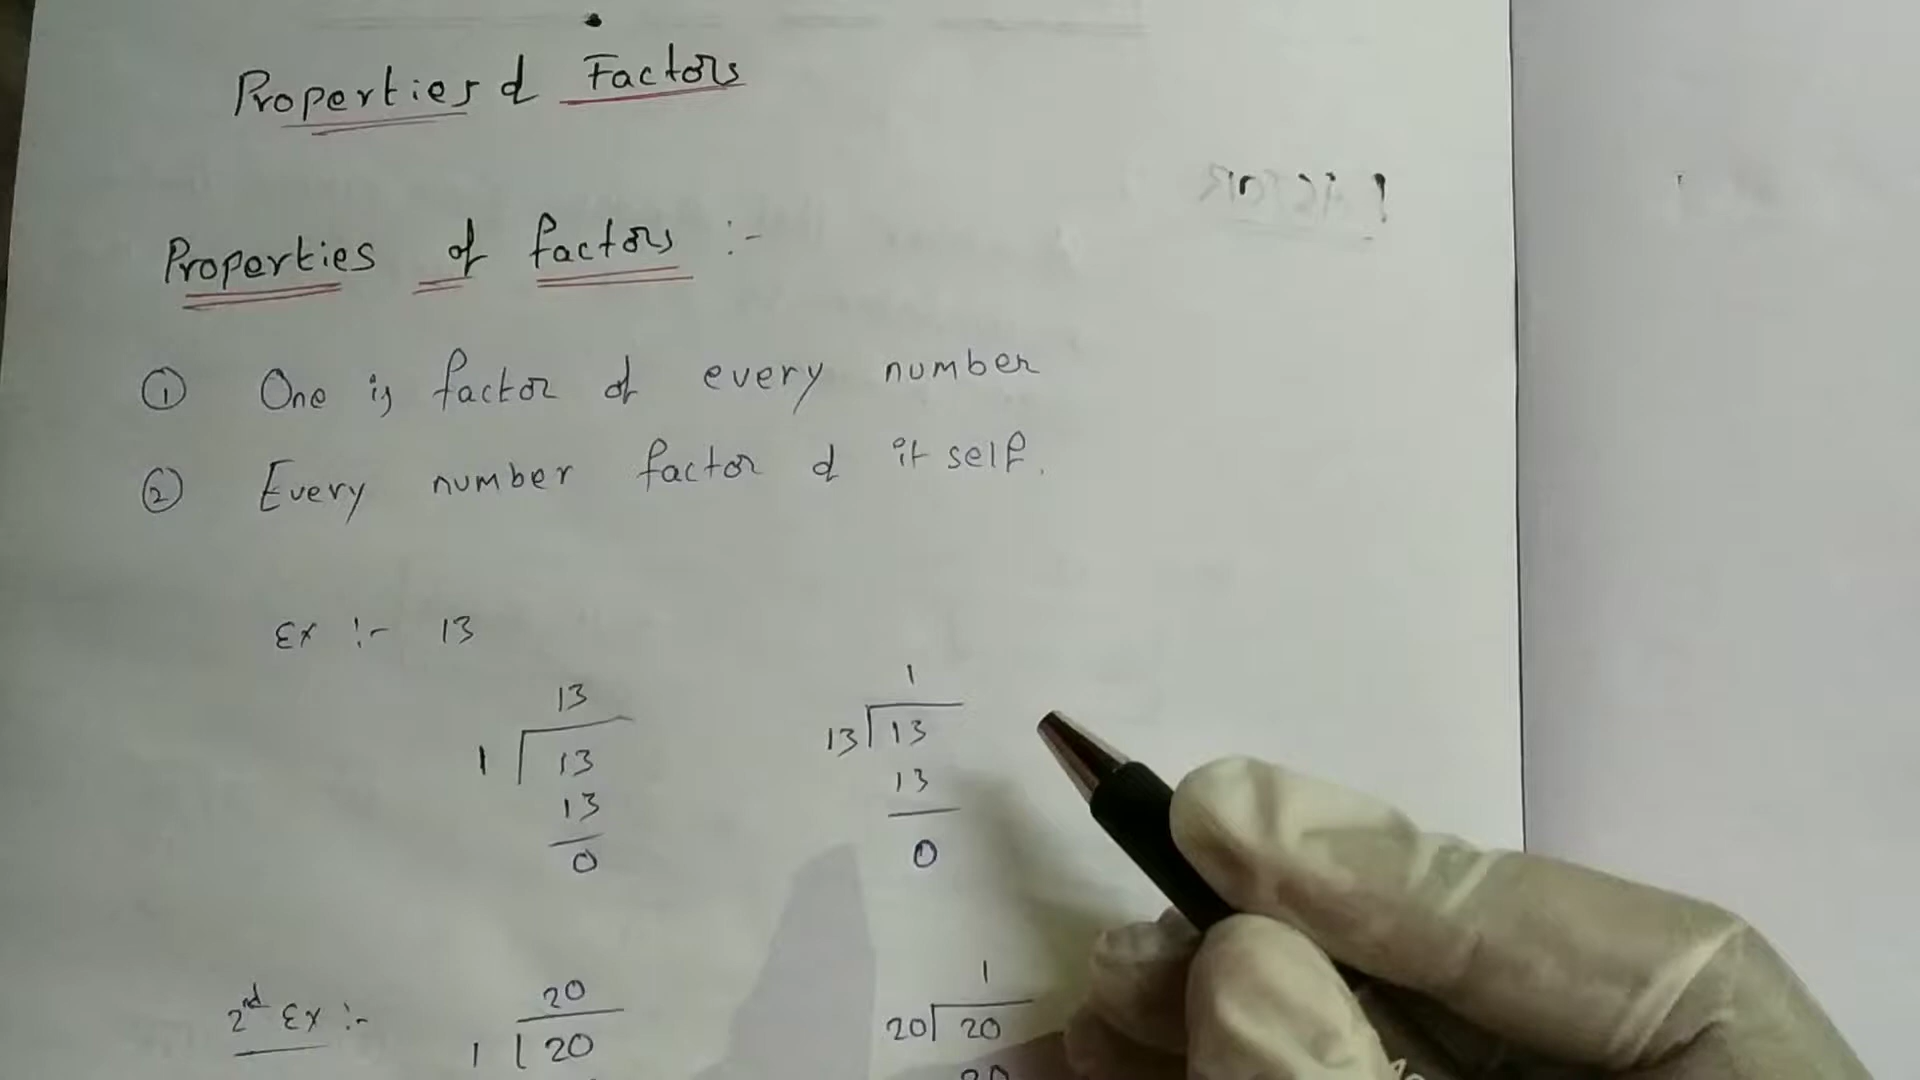 Properties of Factors
Properties of factors :-
① One is factor of every number
② Every number factor of it self.
Ex :- 13
13
1 13
13
0
1
13 13
13
0
2nd Ex :-
20
1 20
1
20 20
20